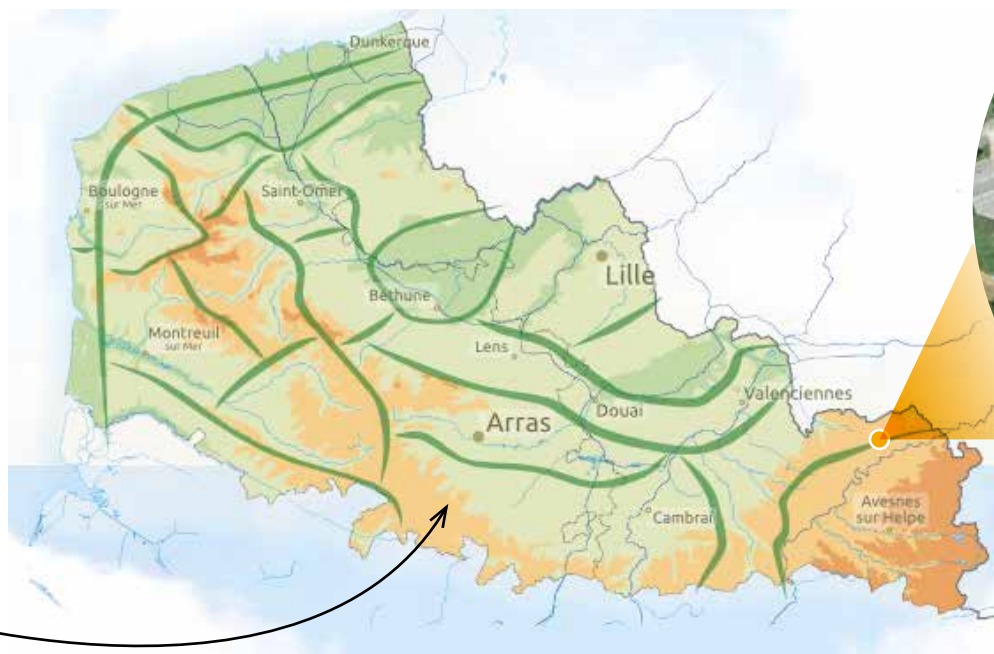 Dunkerque
Boulogne
sur Mer
Saint-Omer
Lille
Béthune
Montreuil
sur Mer
Lens
Valenciennes
Douai
Arras
Cambrai
Avesnes
sur Helpe